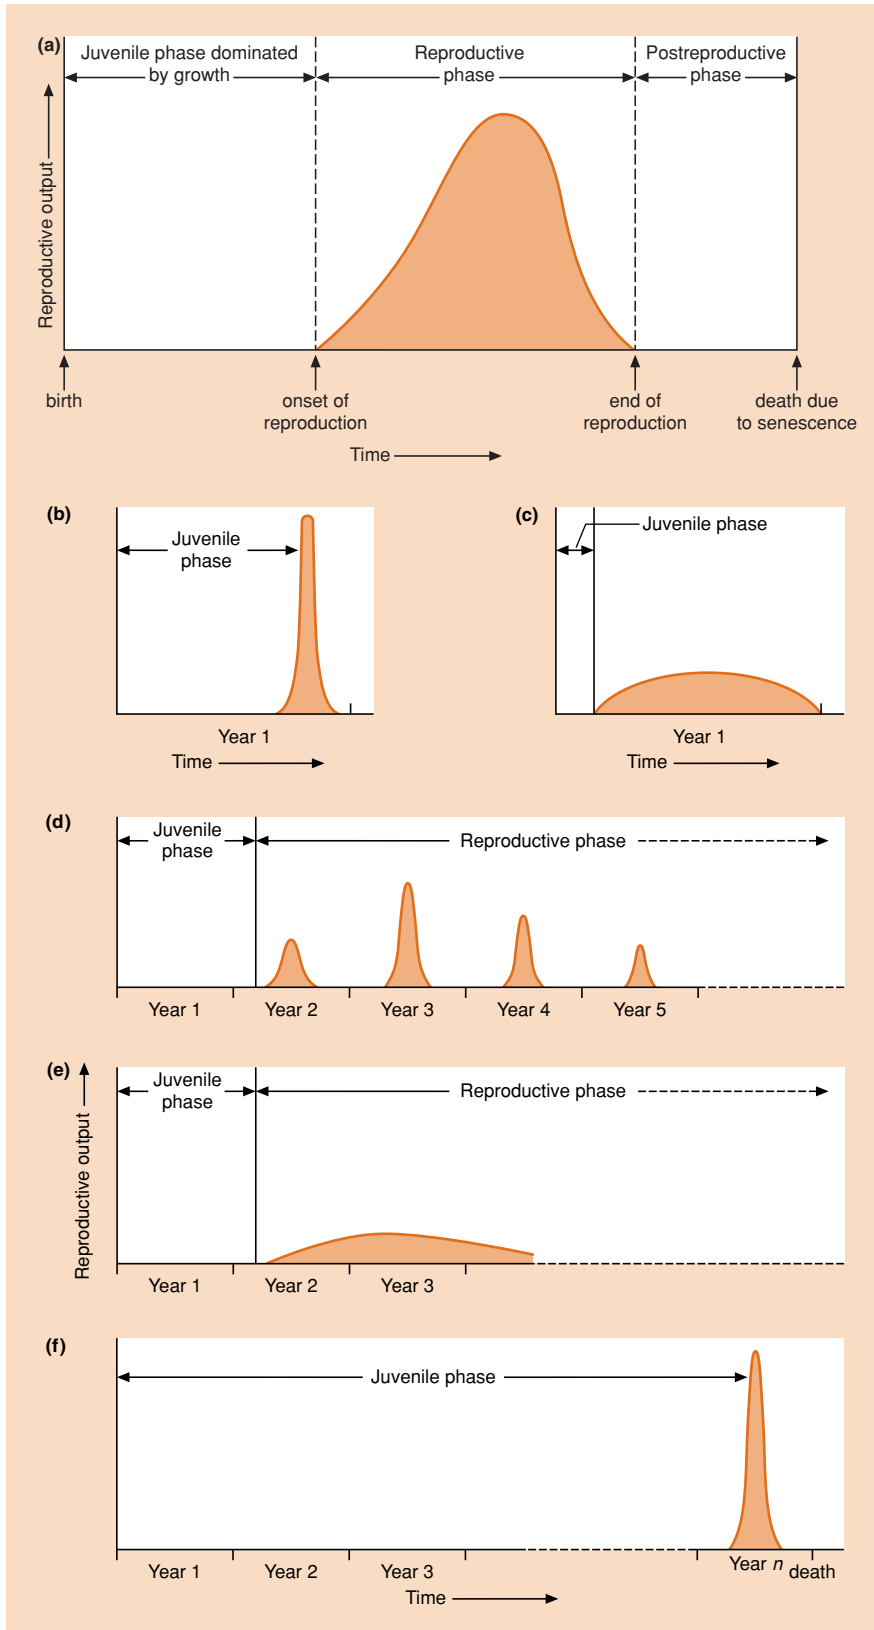 (a)
Juvenile phase dominated
by growth
Reproductive
phase
Postreproductive
phase
Reproductive output
birth
onset of
reproduction
end of
reproduction
death due
to senescence
Time
(b)
Juvenile
phase
Year 1
Time
(c)
Juvenile phase
Year 1
Time
(d)
Juvenile
phase
Reproductive phase
Year 1
Year 2
Year 3
Year 4
Year 5
(e)
Juvenile
phase
Reproductive phase
Reproductive output
Year 1
Year 2
Year 3
(f)
Juvenile phase
Year 1
Year 2
Year 3
Year n
death
Time